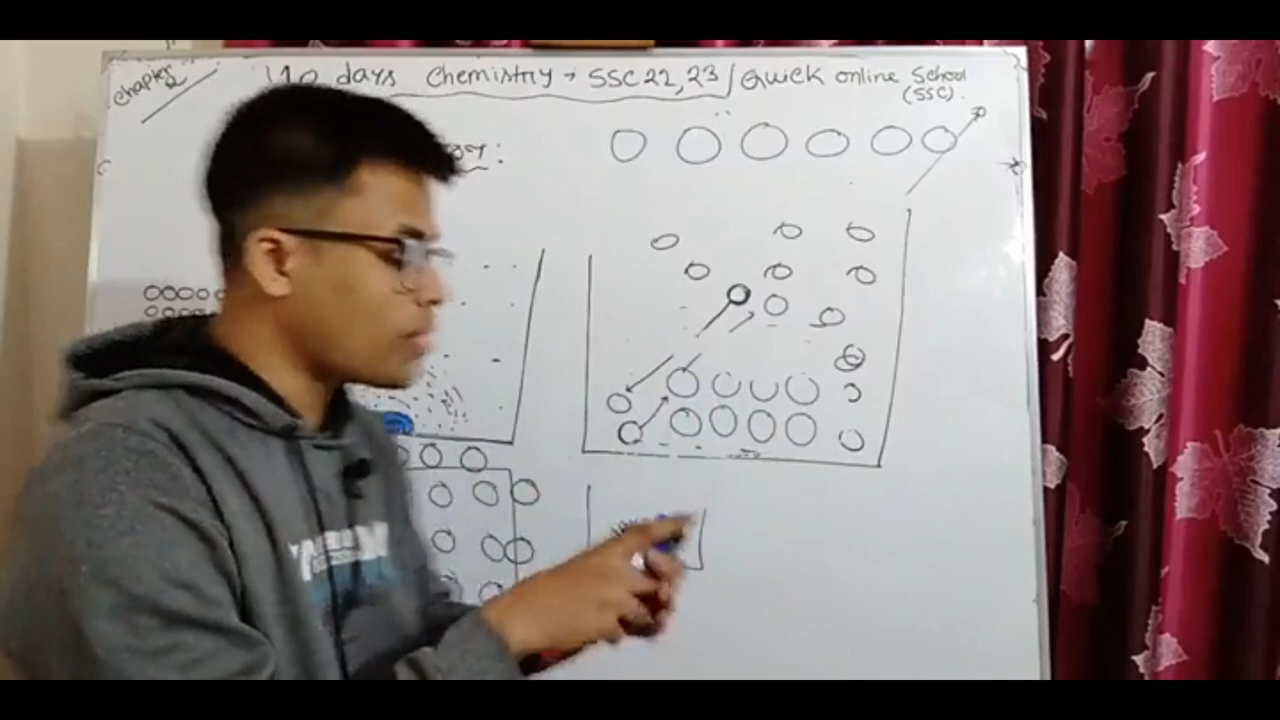 Chapter 2
10 days Chemistry → SSC 22, 23 / Quick online School
(SSC).